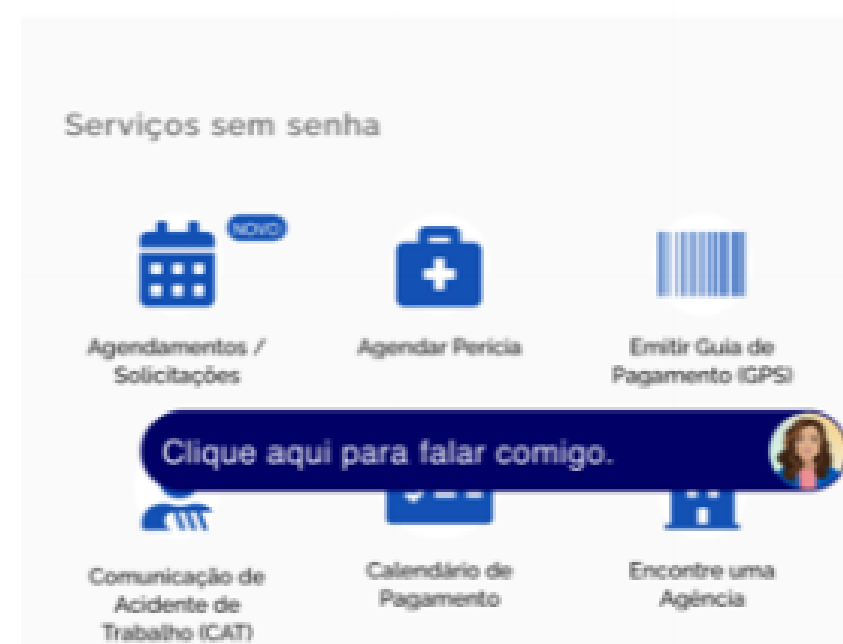 Serviços sem senha
NOVO
Agendamentos /
Solicitações
Agendar Perícia
Emitir Guia de
Pagamento (GPS)
Clique aqui para falar comigo.
Comunicação de
Acidente de
Trabalho (CAT)
Calendário de
Pagamento
Encontre uma
Agência